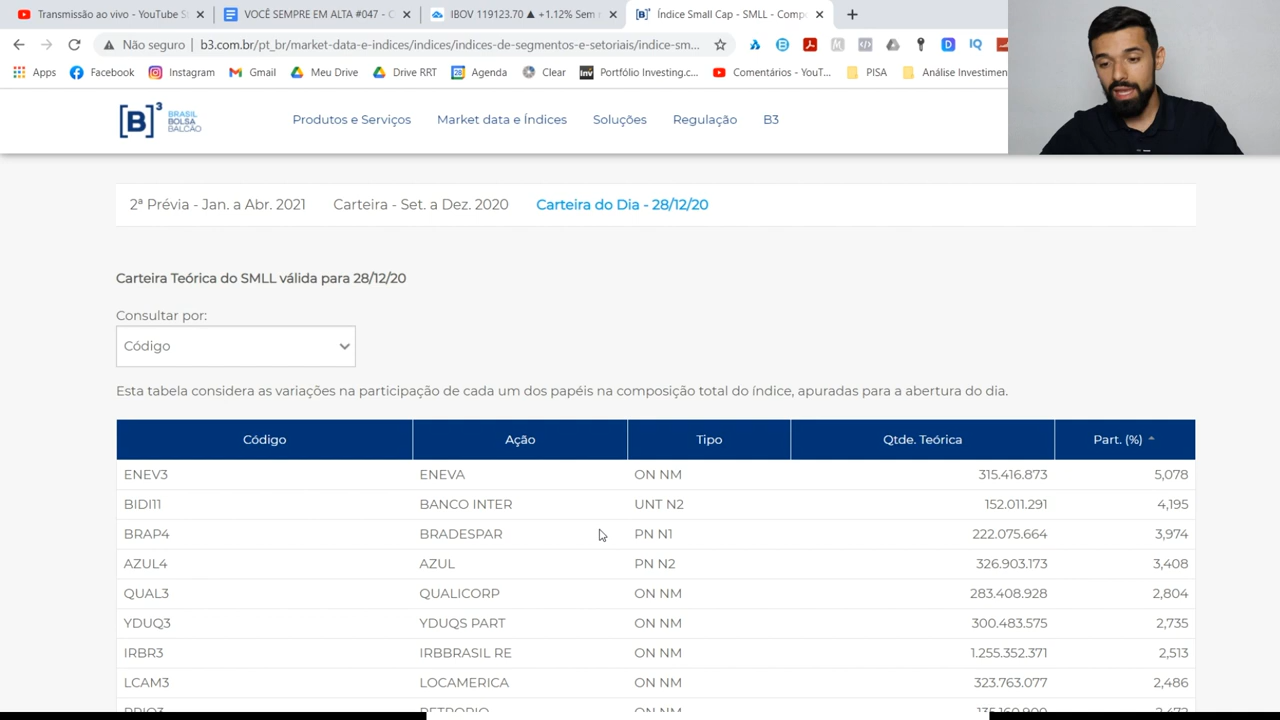 Transmissão ao vivo - YouTube S
VOCÊ SEMPRE EM ALTA #047 - C
IBOV 119123.70 ▲ +1.12% Sem n
Índice Small Cap - SMLL - Compo
Não seguro
b3.com.br/pt_br/market-data-e-indices/indices/indices-de-segmentos-e-setoriais/indice-sm...
Apps
Facebook
Instagram
Gmail
Meu Drive
Drive RRT
Agenda
Clear
Portfólio Investing.c...
Comentários - YouT...
PISA
Análise Investimen
[B]³ BRASIL BOLSA BALCÃO
Produtos e Serviços
Market data e Índices
Soluções
Regulação
B3
2ª Prévia - Jan. a Abr. 2021
Carteira - Set. a Dez. 2020
Carteira do Dia - 28/12/20
Carteira Teórica do SMLL válida para 28/12/20
Consultar por:
Código
Esta tabela considera as variações na participação de cada um dos papéis na composição total do índice, apuradas para a abertura do dia.
Código Ação Tipo Qtde. Teórica Part. (%)
ENEV3 ENEVA ON NM 315.416.873 5,078
BIDI11 BANCO INTER UNT N2 152.011.291 4,195
BRAP4 BRADESPAR PN N1 222.075.664 3,974
AZUL4 AZUL PN N2 326.903.173 3,408
QUAL3 QUALICORP ON NM 283.408.928 2,804
YDUQ3 YDUQS PART ON NM 300.483.575 2,735
IRBR3 IRBBRASIL RE ON NM 1.255.352.371 2,513
LCAM3 LOCAMERICA ON NM 323.763.077 2,486